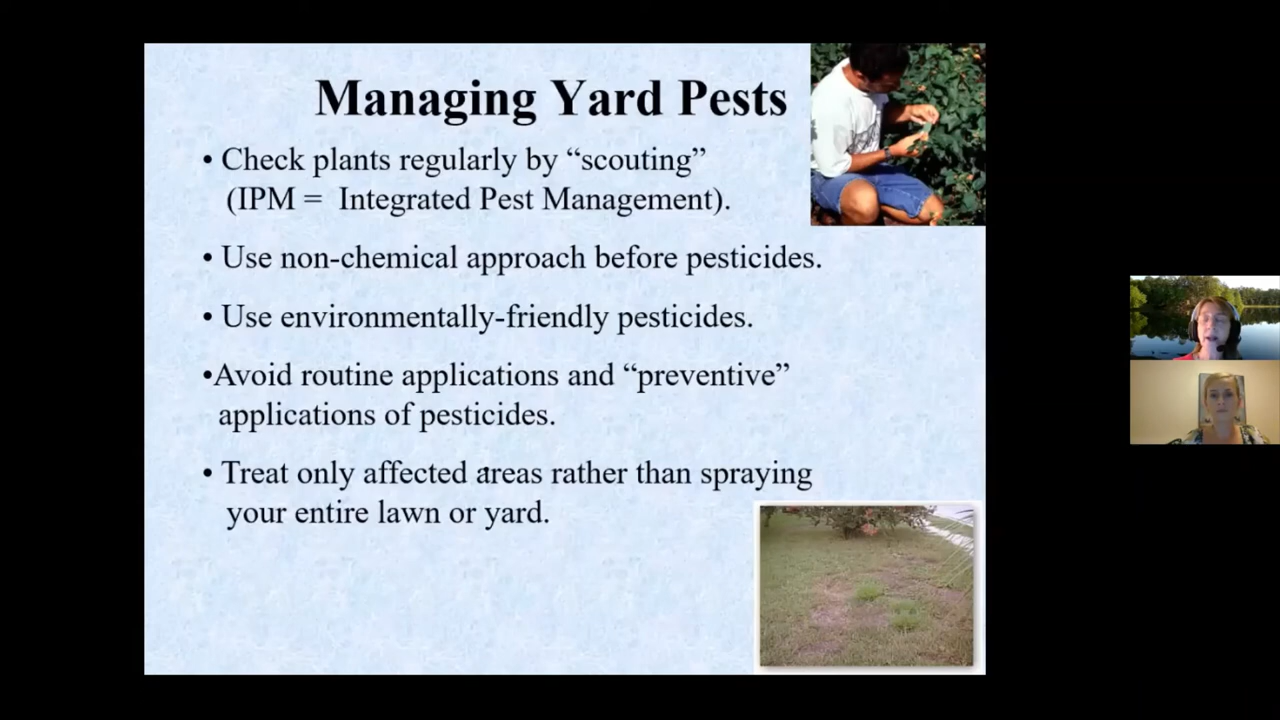 Managing Yard Pests
• Check plants regularly by “scouting”
(IPM = Integrated Pest Management).
• Use non-chemical approach before pesticides.
• Use environmentally-friendly pesticides.
•Avoid routine applications and “preventive”
applications of pesticides.
• Treat only affected areas rather than spraying
your entire lawn or yard.